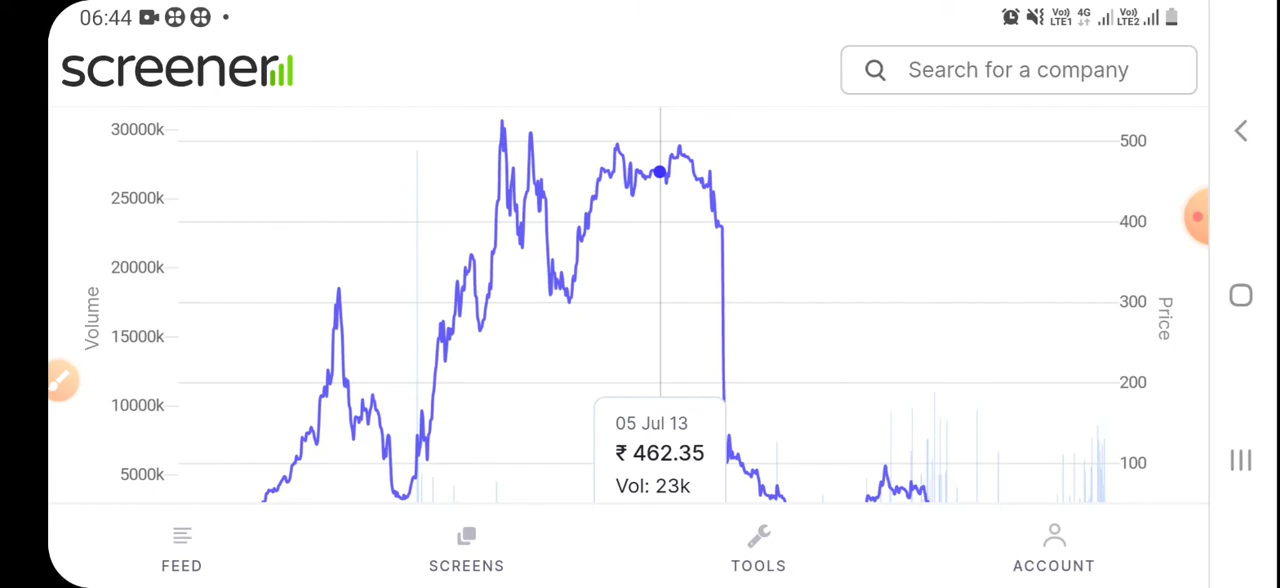 06:44
Vo) LTE1 4G Vo) LTE2
screener
Search for a company
30000k
25000k
20000k
15000k
10000k
5000k
Volume
500
400
300
200
100
Price
05 Jul 13
₹ 462.35
Vol: 23k
FEED
SCREENS
TOOLS
ACCOUNT